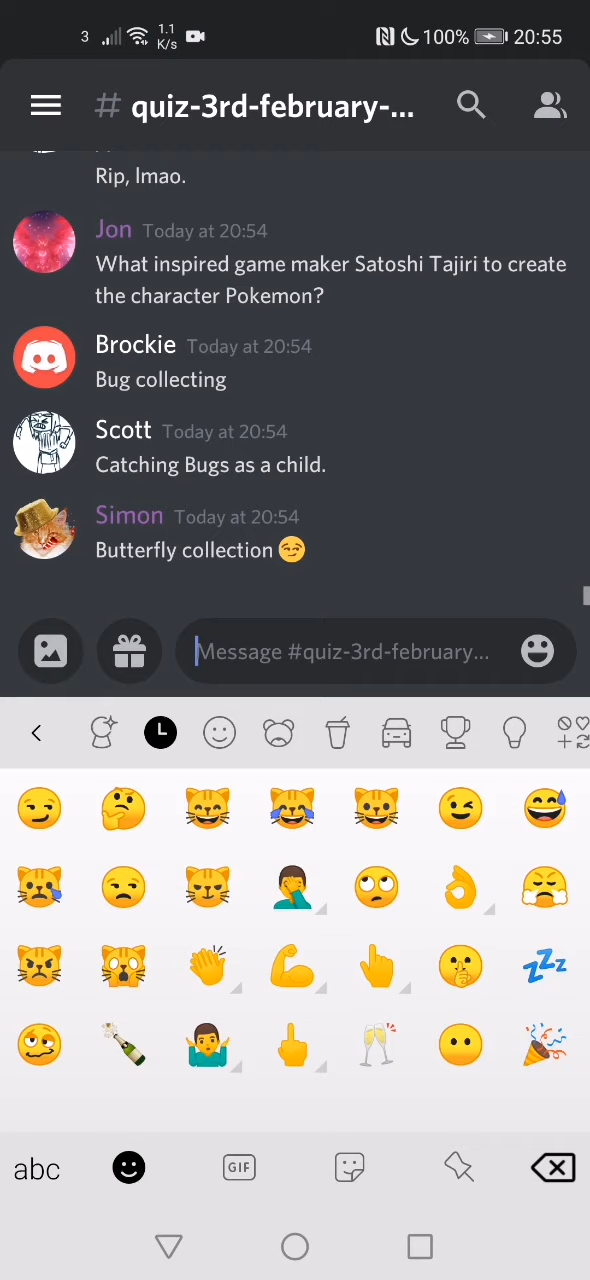 3 1.1 K/s 100% 20:55
# quiz-3rd-february-...
Rip, lmao.
Jon Today at 20:54
What inspired game maker Satoshi Tajiri to create
the character Pokemon?
Brockie Today at 20:54
Bug collecting
Scott Today at 20:54
Catching Bugs as a child.
Simon Today at 20:54
Butterfly collection 😏
Message #quiz-3rd-february...
abc GIF